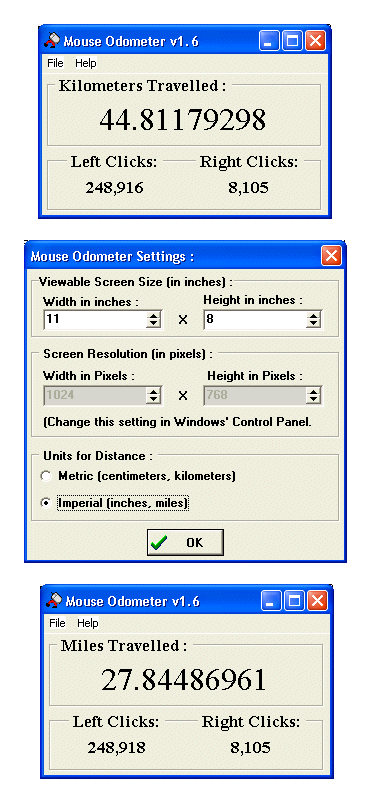 Mouse Odometer v1.6
File Help
Kilometers Travelled :
44.81179298
Left Clicks: Right Clicks:
248,916 8,105
Mouse Odometer Settings :
Viewable Screen Size (in inches) :
Width in inches : Height in inches :
11 X 8
Screen Resolution (in pixels) :
Width in Pixels : Height in Pixels :
1024 X 768
(Change this setting in Windows' Control Panel.
Units for Distance :
Metric (centimeters, kilometers)
Imperial (inches, miles)
OK
Mouse Odometer v1.6
File Help
Miles Travelled :
27.84486961
Left Clicks: Right Clicks:
248,918 8,105